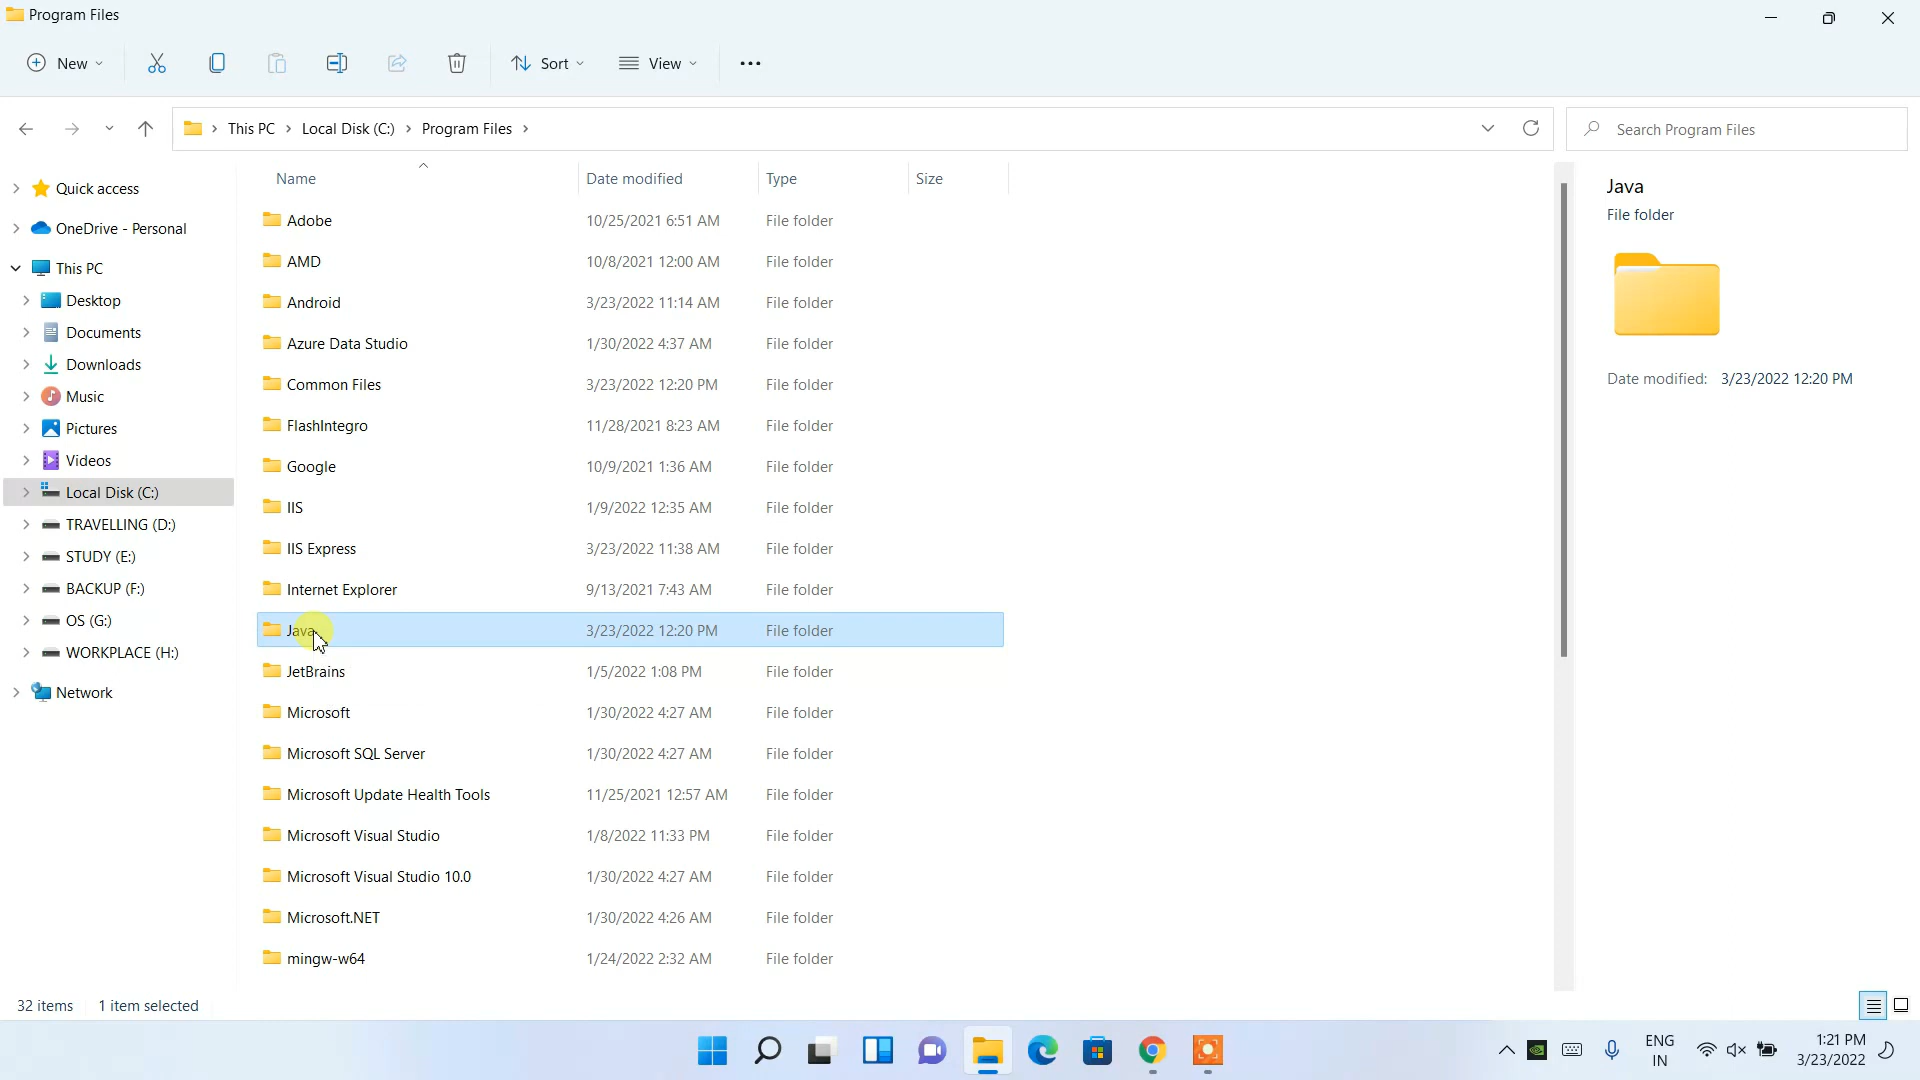 Program Files
New
Sort
View
This PC > Local Disk (C:) > Program Files >
Search Program Files
Quick access
OneDrive - Personal
This PC
Desktop
Documents
Downloads
Music
Pictures
Videos
Local Disk (C:)
TRAVELLING (D:)
STUDY (E:)
BACKUP (F:)
OS (G:)
WORKPLACE (H:)
Network
Name Date modified Type Size
Adobe 10/25/2021 6:51 AM File folder
AMD 10/8/2021 12:00 AM File folder
Android 3/23/2022 11:14 AM File folder
Azure Data Studio 1/30/2022 4:37 AM File folder
Common Files 3/23/2022 12:20 PM File folder
FlashIntegro 11/28/2021 8:23 AM File folder
Google 10/9/2021 1:36 AM File folder
IIS 1/9/2022 12:35 AM File folder
IIS Express 3/23/2022 11:38 AM File folder
Internet Explorer 9/13/2021 7:43 AM File folder
Java 3/23/2022 12:20 PM File folder
JetBrains 1/5/2022 1:08 PM File folder
Microsoft 1/30/2022 4:27 AM File folder
Microsoft SQL Server 1/30/2022 4:27 AM File folder
Microsoft Update Health Tools 11/25/2021 12:57 AM File folder
Microsoft Visual Studio 1/8/2022 11:33 PM File folder
Microsoft Visual Studio 10.0 1/30/2022 4:27 AM File folder
Microsoft.NET 1/30/2022 4:26 AM File folder
mingw-w64 1/24/2022 2:32 AM File folder
Java
File folder
Date modified: 3/23/2022 12:20 PM
32 items 1 item selected
ENG
IN
1:21 PM
3/23/2022